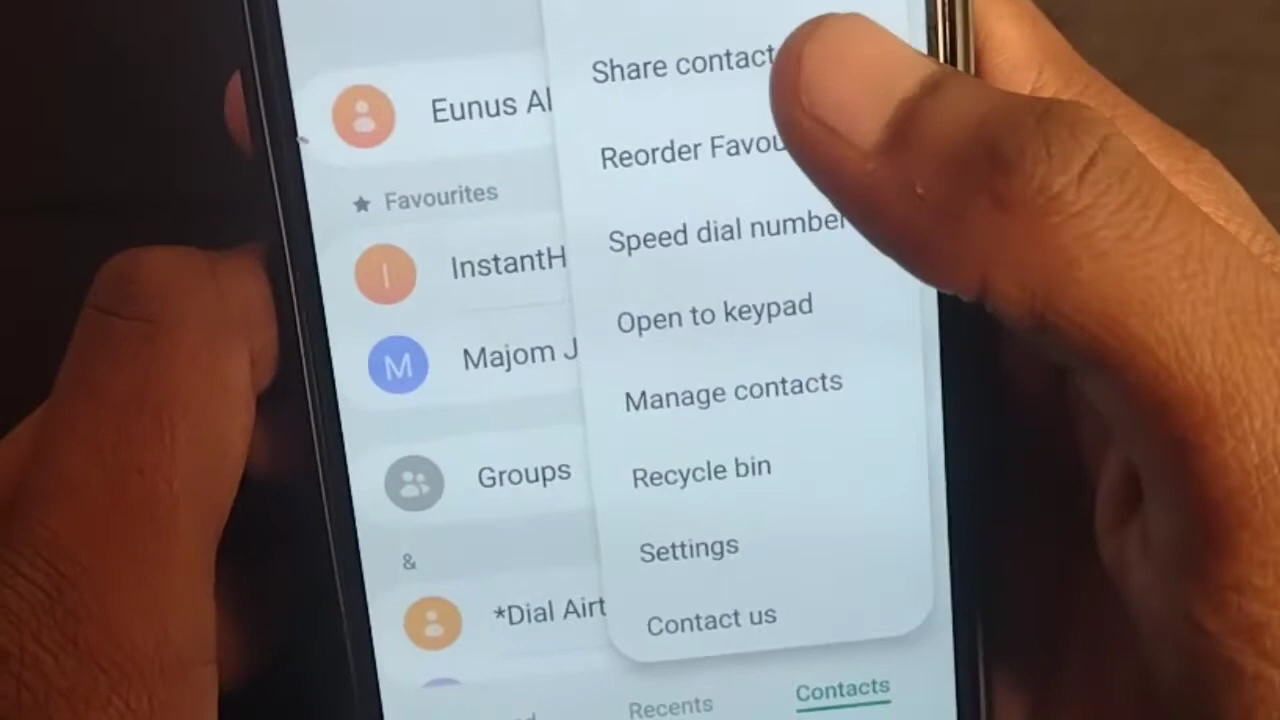 Eunus Al
Favourites
I
InstantH
M
Majom J
Groups
&
*Dial Airt
Share contact
Reorder Favou
Speed dial number
Open to keypad
Manage contacts
Recycle bin
Settings
Contact us
Recents
Contacts